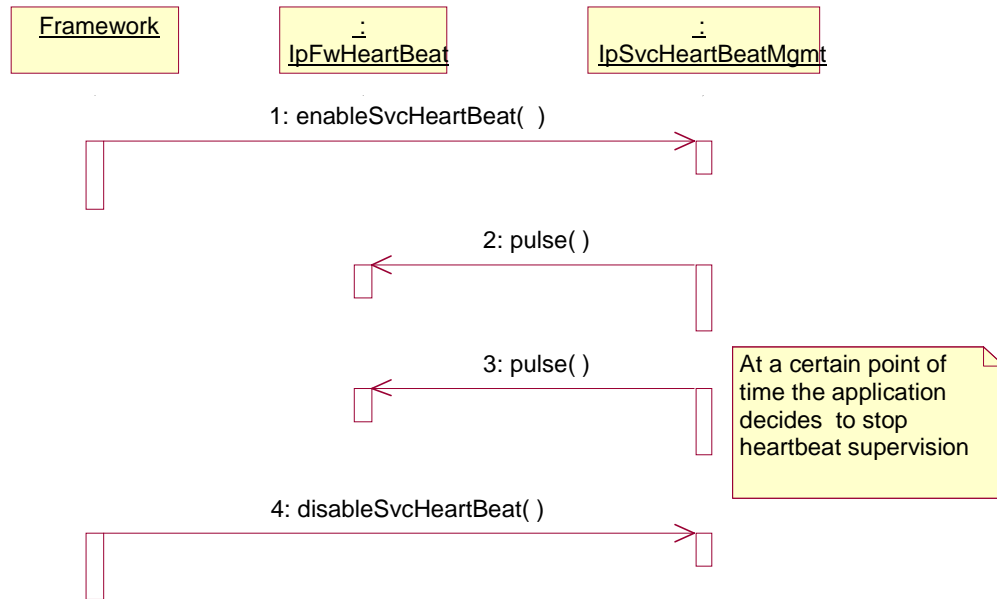 Framework
:
IpFwHeartBeat
:
IpSvcHeartBeatMgmt
1: enableSvcHeartBeat(  )
2: pulse( )
3: pulse( )
At a certain point of
time the application
decides  to stop
heartbeat supervision
4: disableSvcHeartBeat( )